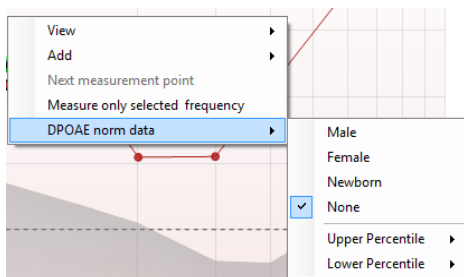 View
Add
Next measurement point
Measure only selected frequency
DPOAE norm data
Male
Female
Newborn
None
Upper Percentile
Lower Percentile